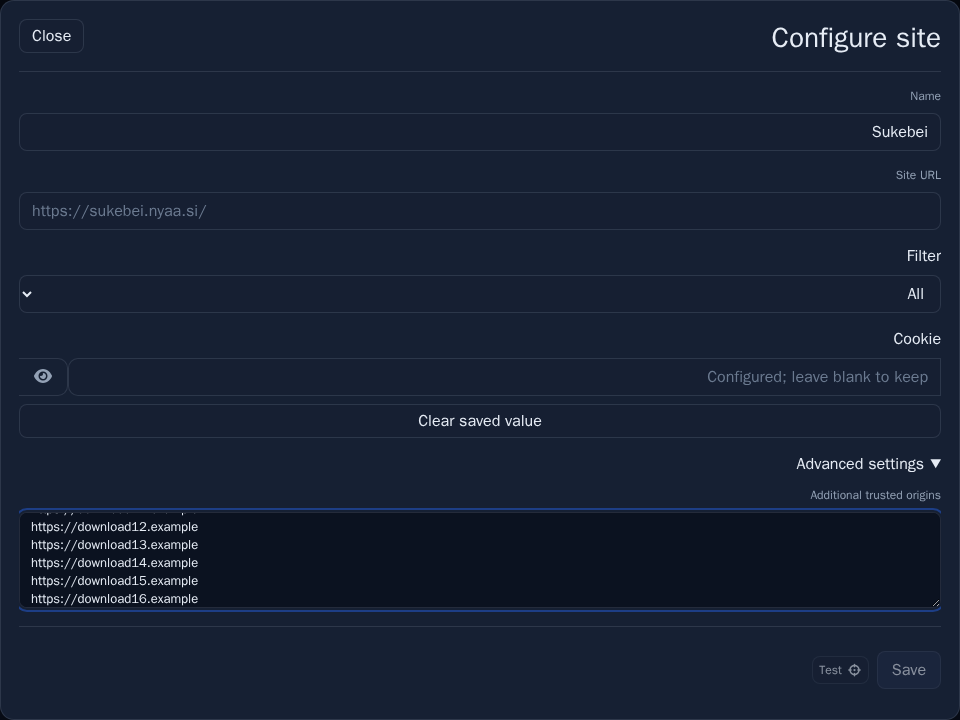 Configure site
Close
Name
Sukebei
Site URL
https://sukebei.nyaa.si/
Filter
All
Cookie
Configured; leave blank to keep
Clear saved value
Advanced settings
Additional trusted origins
https://download12.example
https://download13.example
https://download14.example
https://download15.example
https://download16.example
Test
Save